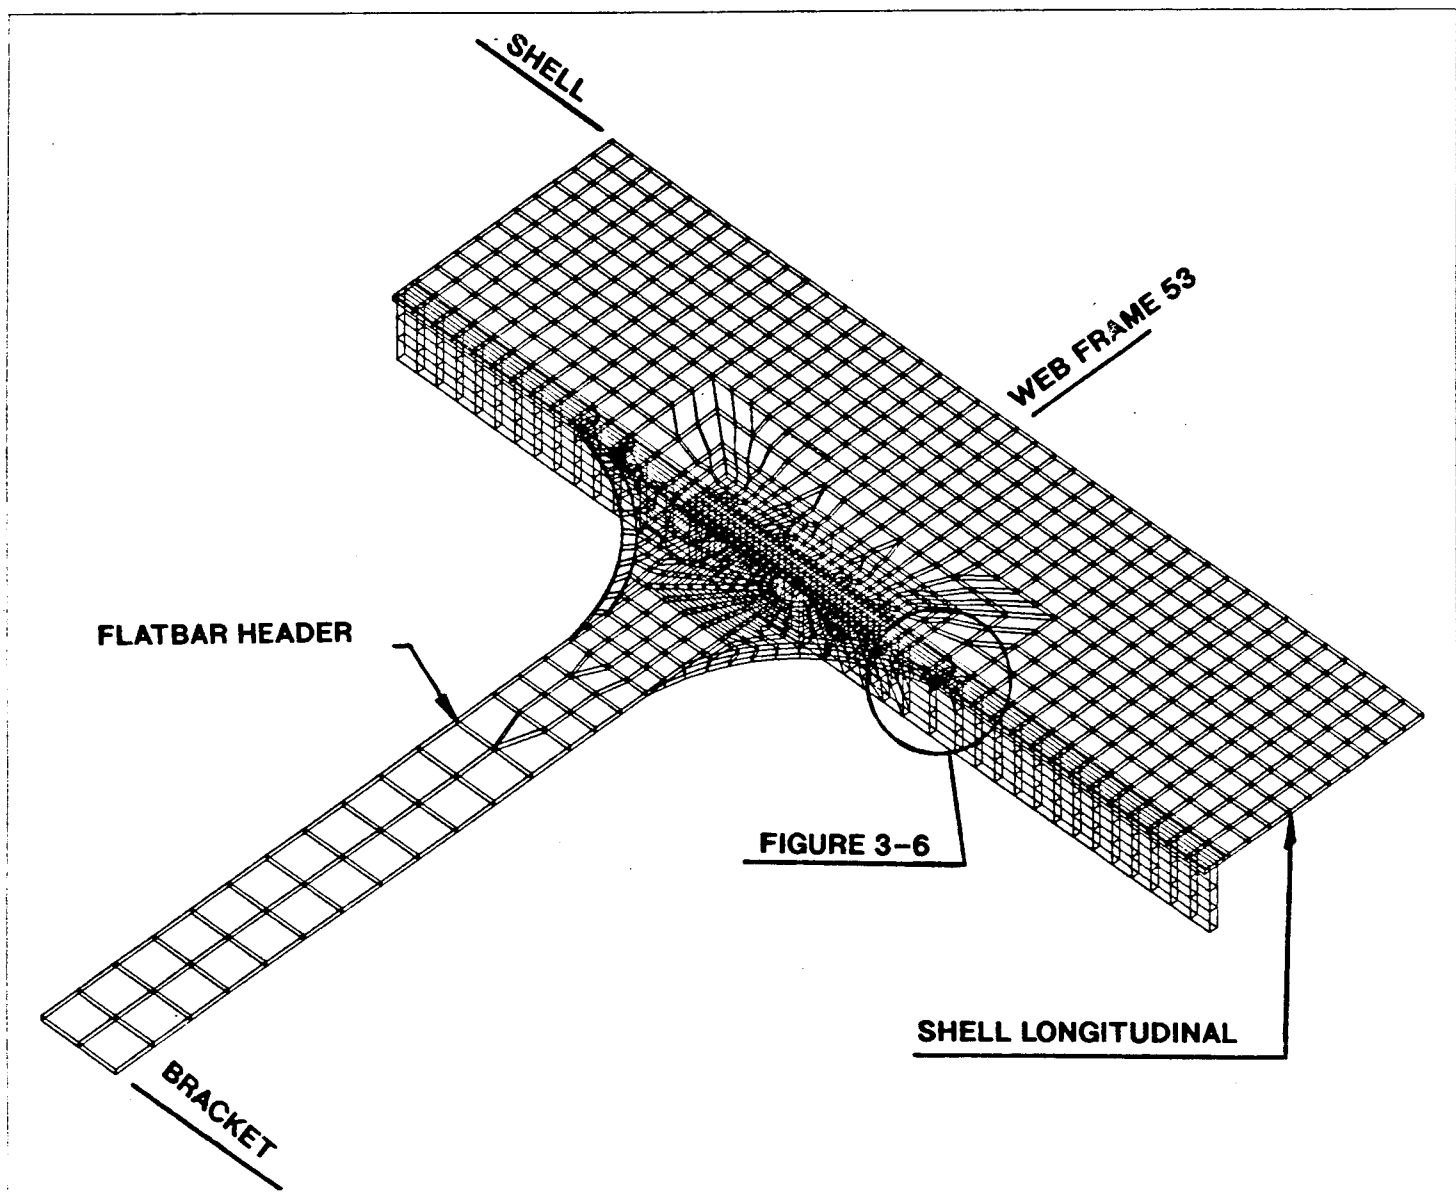 SHELL
WEB FRAME 53
FLATBAR HEADER
FIGURE 3-6
SHELL LONGITUDINAL
BRACKET